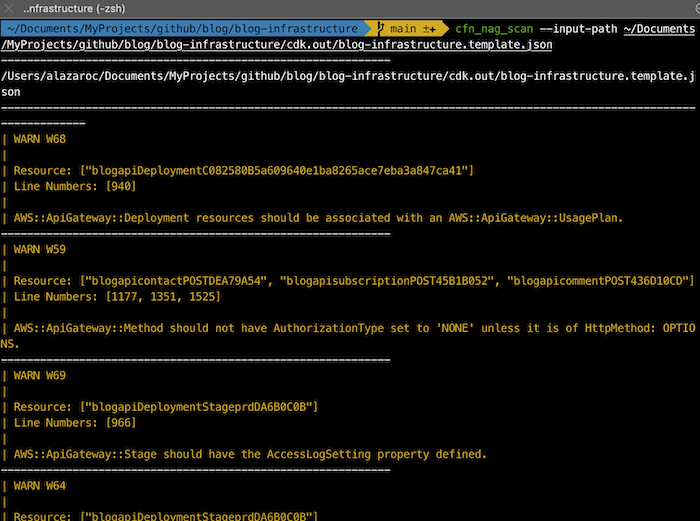 ..nfrastructure (-zsh)
~/Documents/MyProjects/github/blog/blog-infrastructure main ±+ cfn_nag_scan --input-path ~/Documents
/MyProjects/github/blog/blog-infrastructure/cdk.out/blog-infrastructure.template.json
------------------------------------------------------------
/Users/alazaroc/Documents/MyProjects/github/blog/blog-infrastructure/cdk.out/blog-infrastructure.template.j
son
-----------------------------------------------------------------------------------------------------------
-------------
| WARN W68
|
| Resource: ["blogapiDeploymentC082580B5a609640e1ba8265ace7eba3a847ca41"]
| Line Numbers: [940]
|
| AWS::ApiGateway::Deployment resources should be associated with an AWS::ApiGateway::UsagePlan.
------------------------------------------------------------
| WARN W59
|
| Resource: ["blogapicontactPOSTDEA79A54", "blogapisubscriptionPOST45B1B052", "blogapicommentPOST436D10CD"]
| Line Numbers: [1177, 1351, 1525]
|
| AWS::ApiGateway::Method should not have AuthorizationType set to 'NONE' unless it is of HttpMethod: OPTIO
NS.
------------------------------------------------------------
| WARN W69
|
| Resource: ["blogapiDeploymentStageprdDA6B0C0B"]
| Line Numbers: [966]
|
| AWS::ApiGateway::Stage should have the AccessLogSetting property defined.
------------------------------------------------------------
| WARN W64
|
| Resource: ["blogapiDeploymentStageprdDA6B0C0B"]